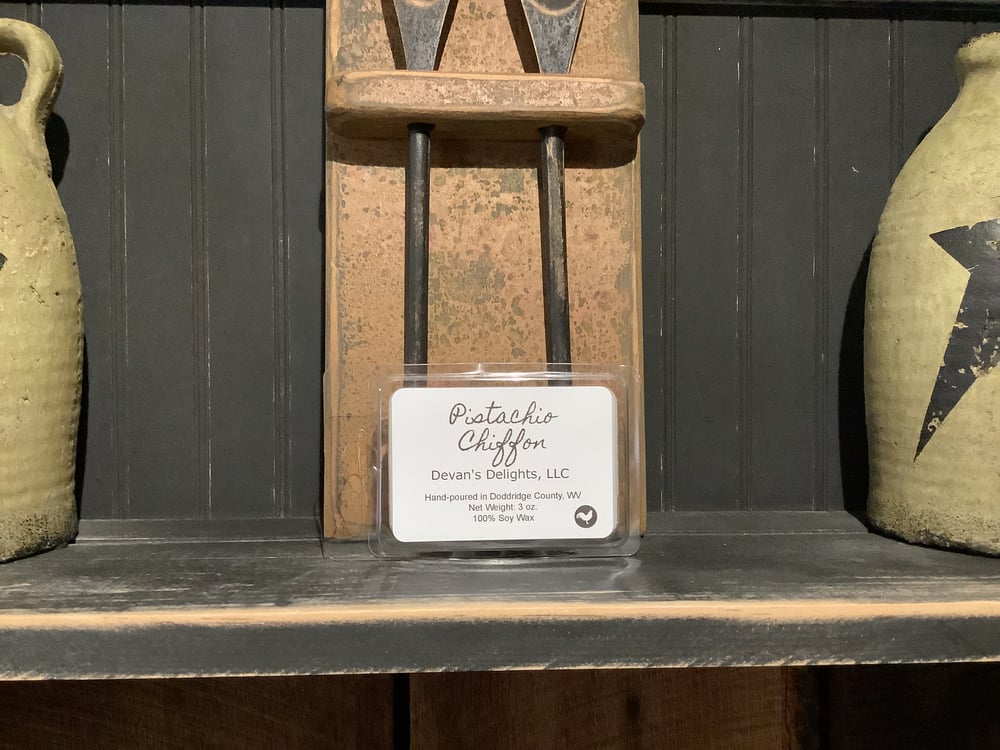 Pistachio
Chiffon
Devan's Delights, LLC
Hand-poured in Doddridge County, WV
Net Weight: 3 oz.
100% Soy Wax